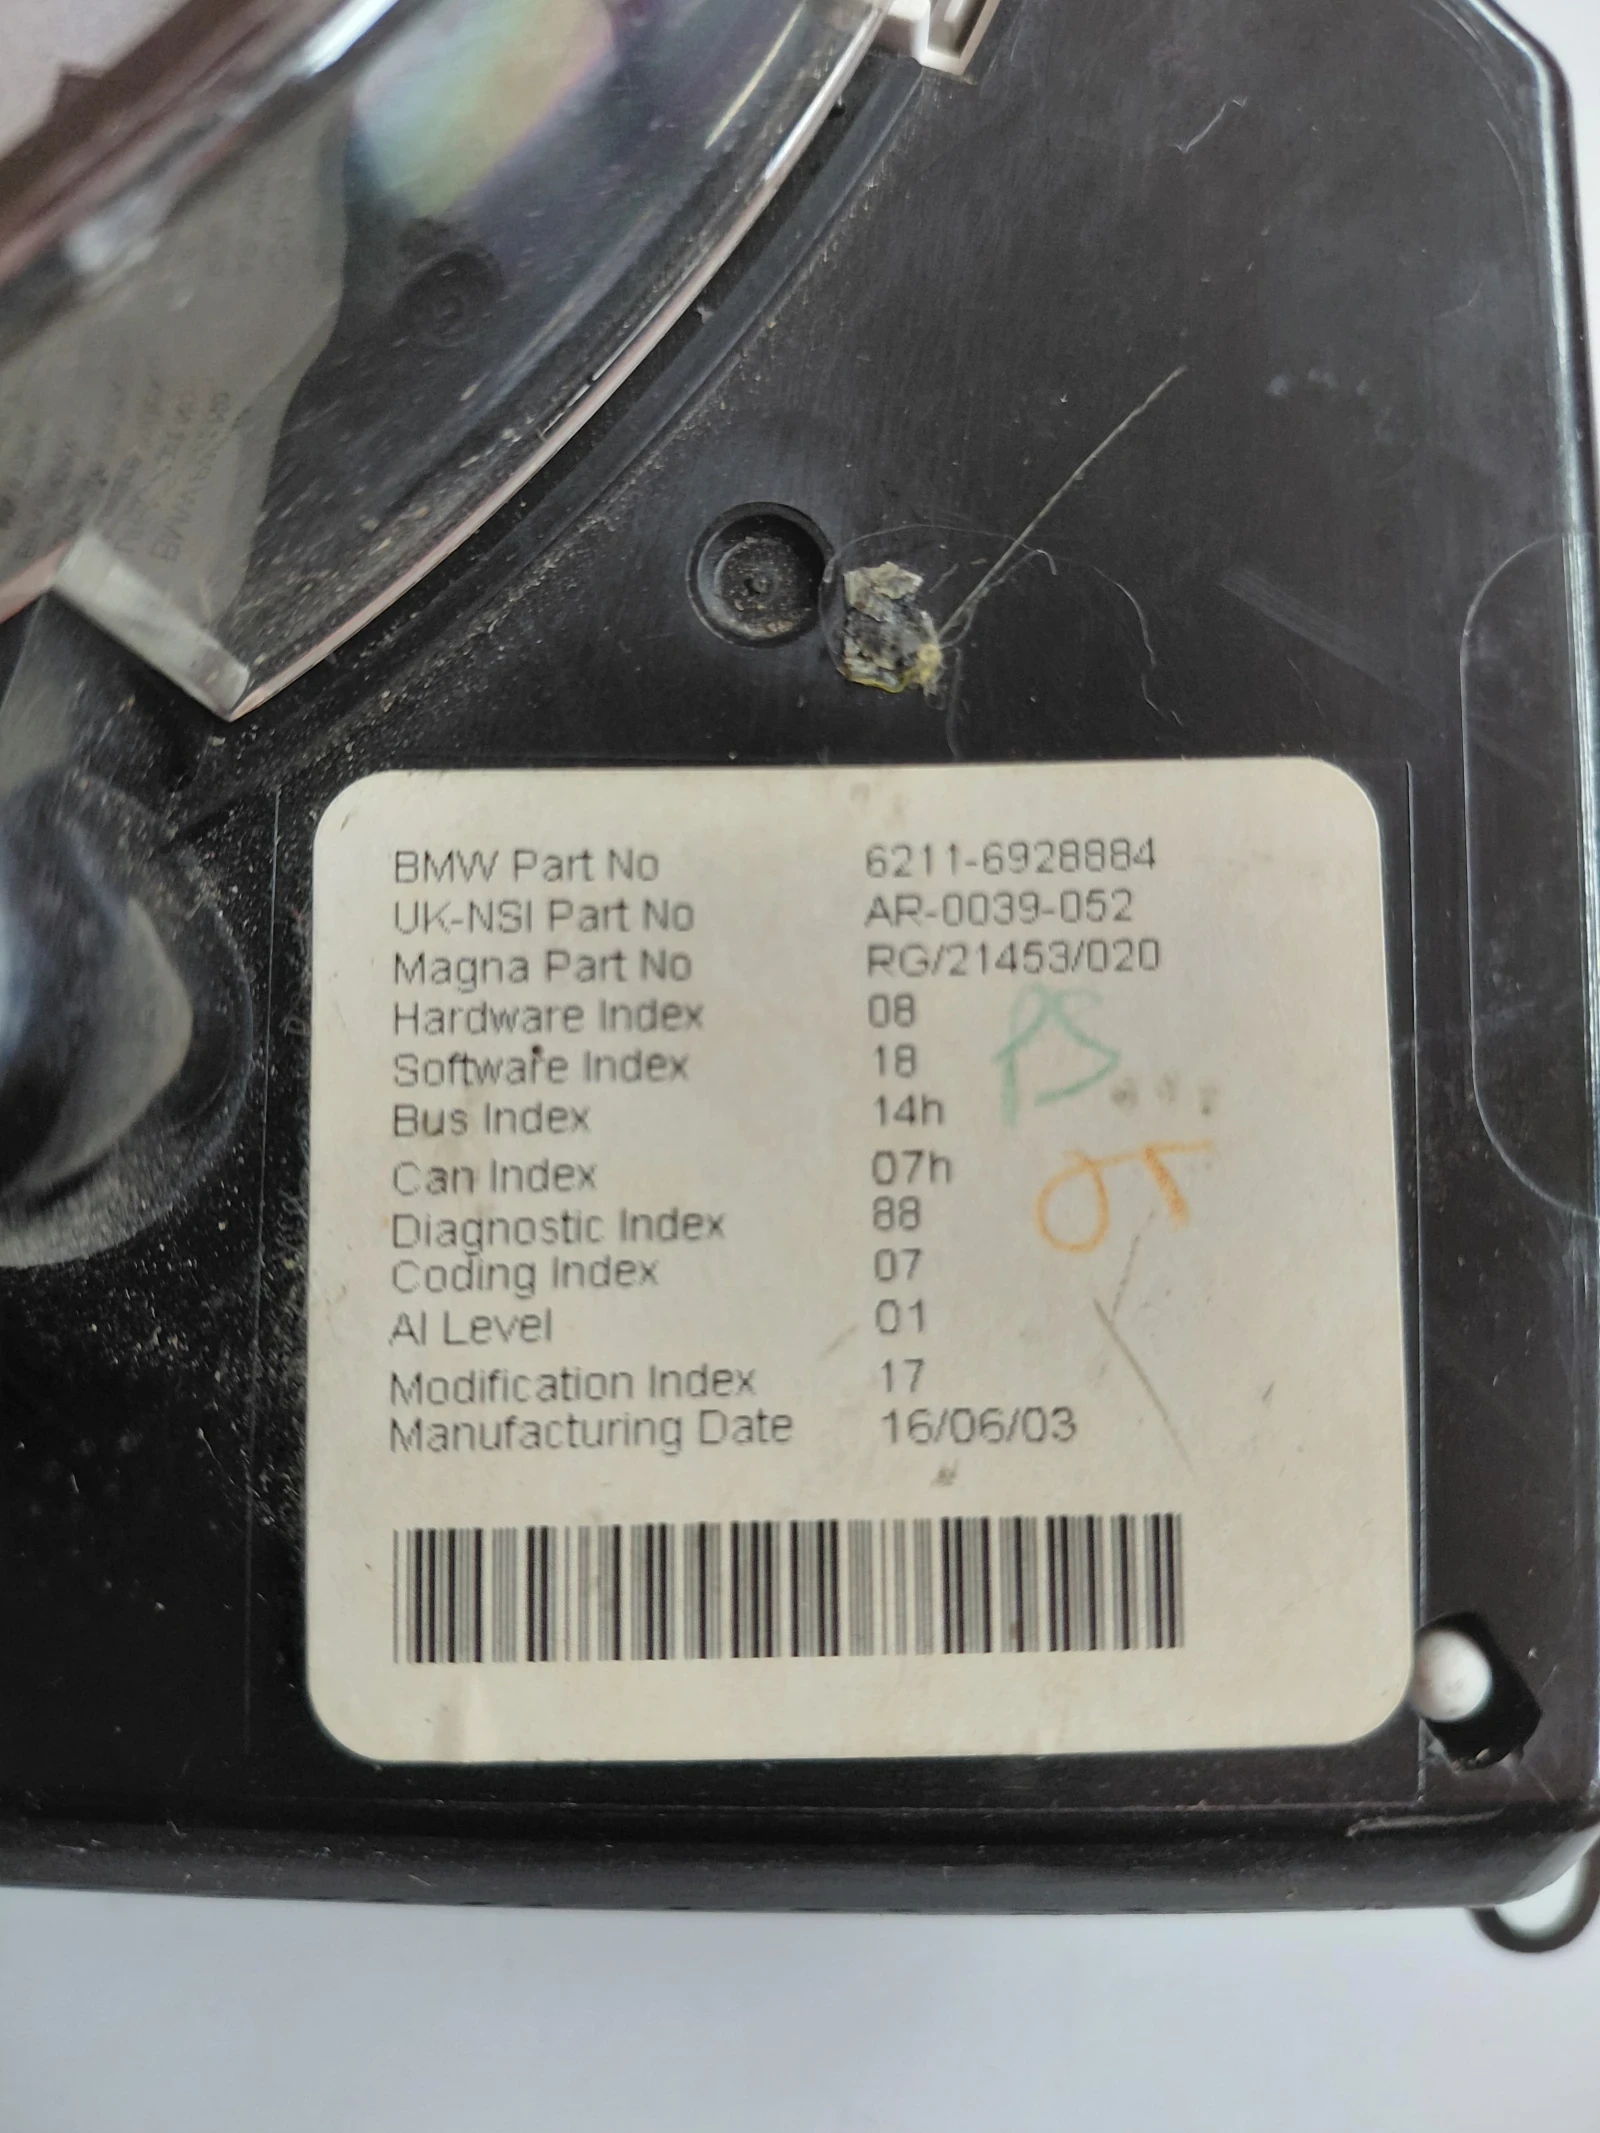 BMW Part No 6211-6928884
UK-NSI Part No AR-0039-052
Magna Part No RG/21453/020
Hardware Index 08
Software Index 18
Bus Index 14h
Can Index 07h
Diagnostic Index 88
Coding Index 07
AI Level 01
Modification Index 17
Manufacturing Date 16/06/03